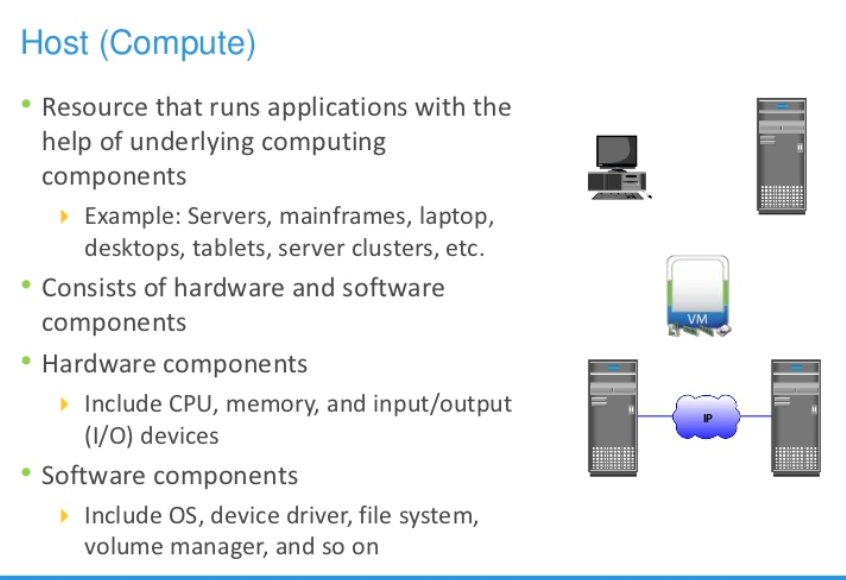 Host (Compute)
• Resource that runs applications with the
help of underlying computing
components
Example: Servers, mainframes, laptop,
desktops, tablets, server clusters, etc.
• Consists of hardware and software
components
• Hardware components
Include CPU, memory, and input/output
(I/O) devices
• Software components
Include OS, device driver, file system,
volume manager, and so on
VM
IP